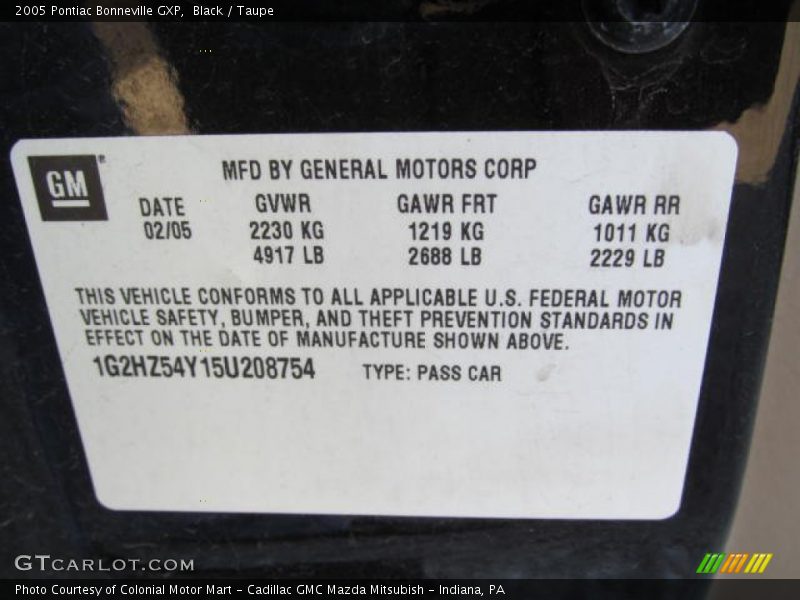 2005 Pontiac Bonneville GXP, Black / Taupe
GM
MFD BY GENERAL MOTORS CORP
DATE GVWR GAWR FRT GAWR RR
02/05 2230 KG 1219 KG 1011 KG
4917 LB 2688 LB 2229 LB
THIS VEHICLE CONFORMS TO ALL APPLICABLE U.S. FEDERAL MOTOR
VEHICLE SAFETY, BUMPER, AND THEFT PREVENTION STANDARDS IN
EFFECT ON THE DATE OF MANUFACTURE SHOWN ABOVE.
1G2HZ54Y15U208754 TYPE: PASS CAR
GTCARLOT.COM
Photo Courtesy of Colonial Motor Mart - Cadillac GMC Mazda Mitsubish - Indiana, PA